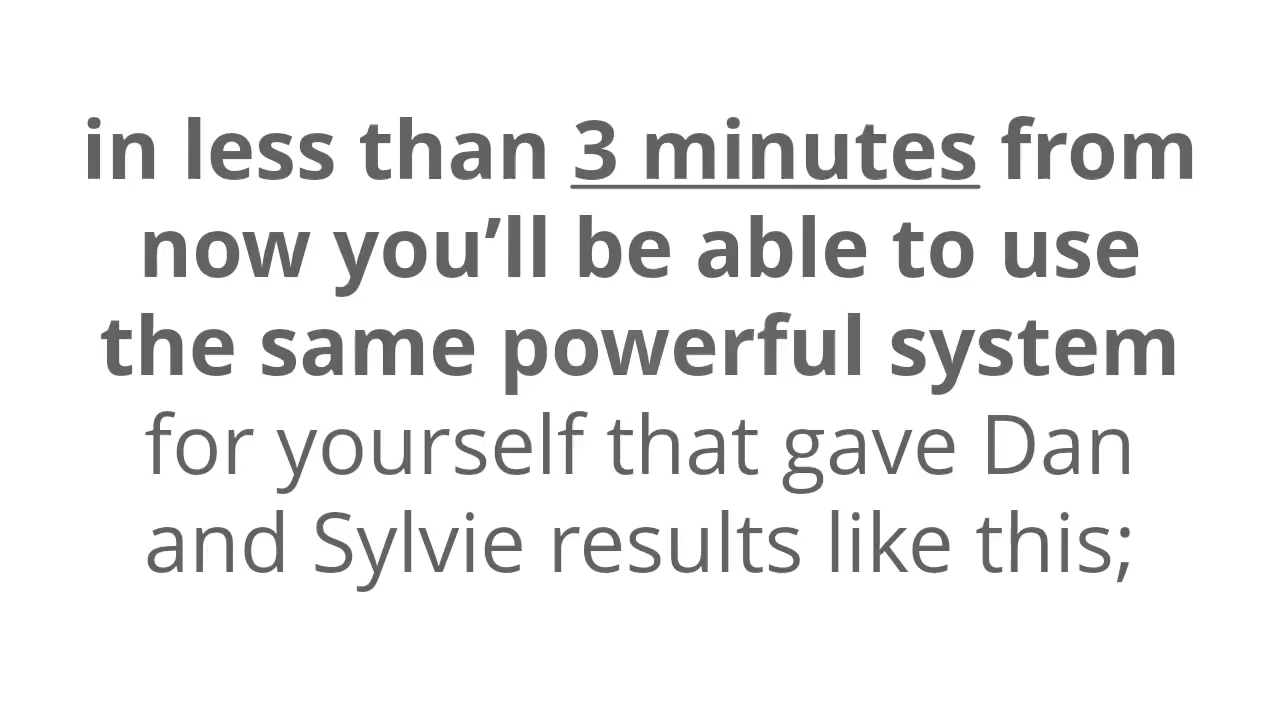 in less than 3 minutes from
now you’ll be able to use
the same powerful system
for yourself that gave Dan
and Sylvie results like this;